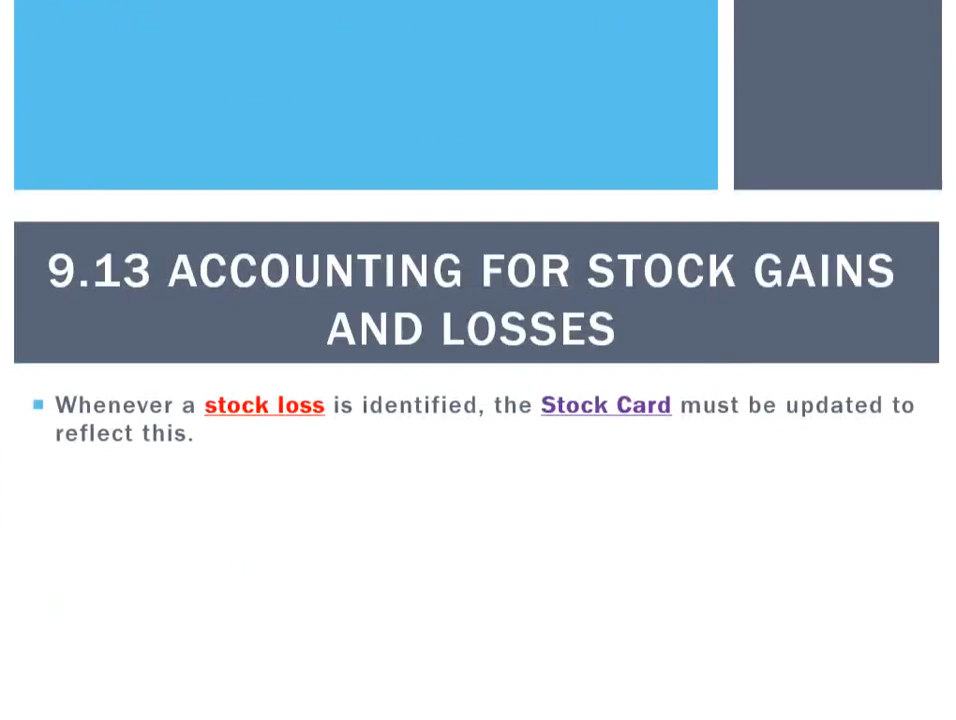 9.13 ACCOUNTING FOR STOCK GAINS
AND LOSSES
Whenever a stock loss is identified, the Stock Card must be updated to
reflect this.